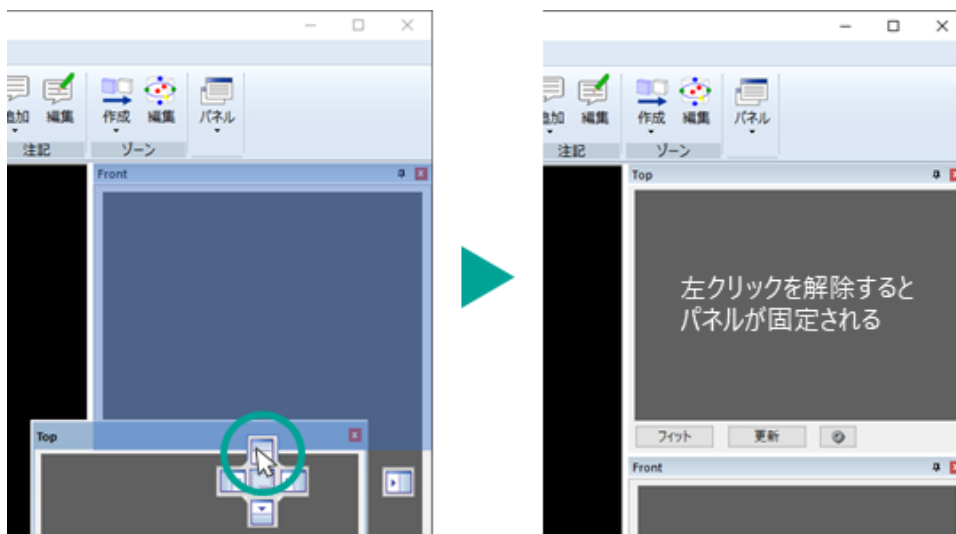 追加 編集 作成 編集 パネル
注記 ゾーン
Front
Top
追加 編集 作成 編集 パネル
注記 ゾーン
Top
左クリックを解除すると
パネルが固定される
フィット 更新
Front